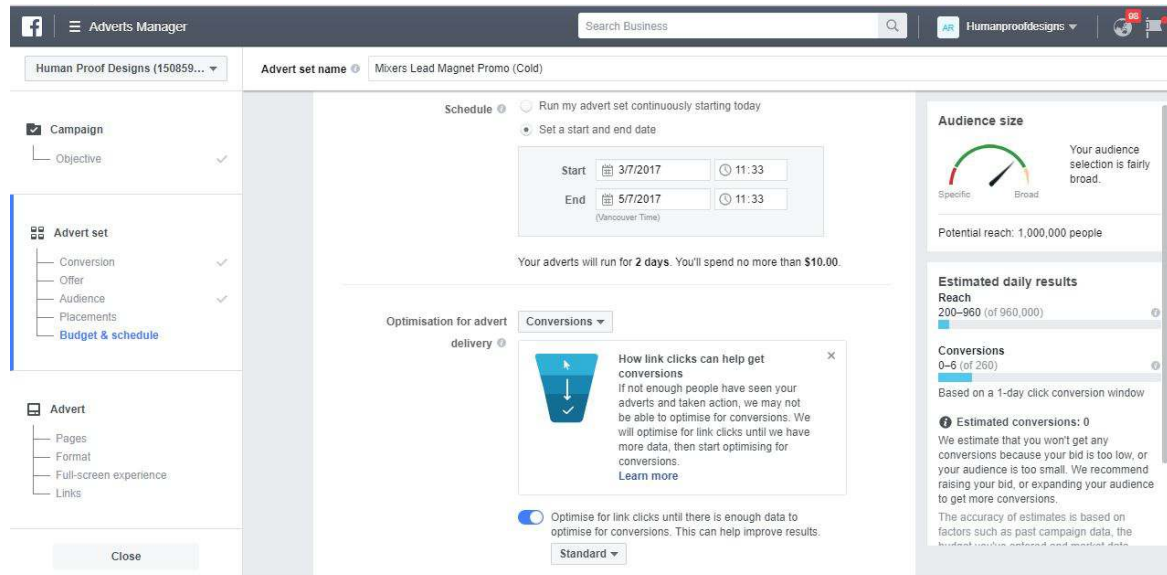 f
Adverts Manager
Search Business
AR
Humanproofdesigns
98
Human Proof Designs (150859...
Advert set name
Mixers Lead Magnet Promo (Cold)
Campaign
Objective
Advert set
Conversion
Offer
Audience
Placements
Budget & schedule
Advert
Pages
Format
Full-screen experience
Links
Close
Schedule
Run my advert set continuously starting today
Set a start and end date
Start 3/7/2017 11:33
End 5/7/2017 11:33
(Vancouver Time)
Your adverts will run for 2 days. You'll spend no more than $10.00.
Optimisation for advert
delivery
Conversions
How link clicks can help get
conversions
If not enough people have seen your
adverts and taken action, we may not
be able to optimise for conversions. We
will optimise for link clicks until we have
more data, then start optimising for
conversions.
Learn more
Optimise for link clicks until there is enough data to
optimise for conversions. This can help improve results.
Standard
Audience size
Your audience
selection is fairly
broad.
Specific
Broad
Potential reach: 1,000,000 people
Estimated daily results
Reach
200–960 (of 960,000)
Conversions
0–6 (of 260)
Based on a 1-day click conversion window
Estimated conversions: 0
We estimate that you won't get any
conversions because your bid is too low, or
your audience is too small. We recommend
raising your bid, or expanding your audience
to get more conversions.
The accuracy of estimates is based on
factors such as past campaign data, the
budget you've entered and market data